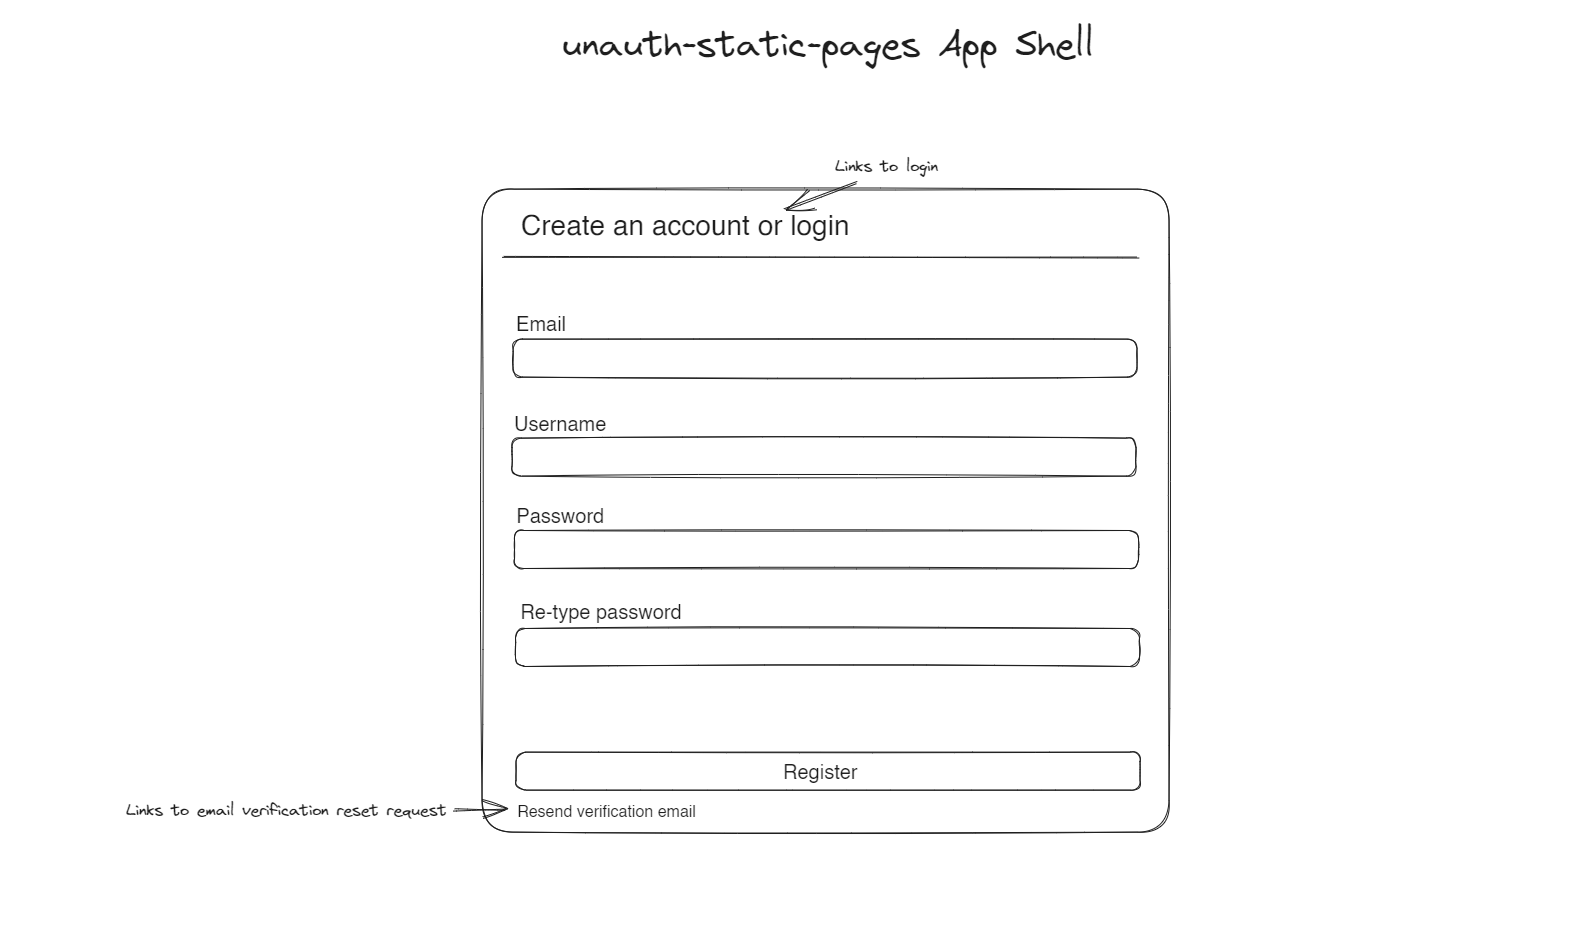 unauth-static-pages App Shell
Links to login
Create an account or login
Email
Username
Password
Re-type password
Register
Links to email verification reset request
Resend verification email